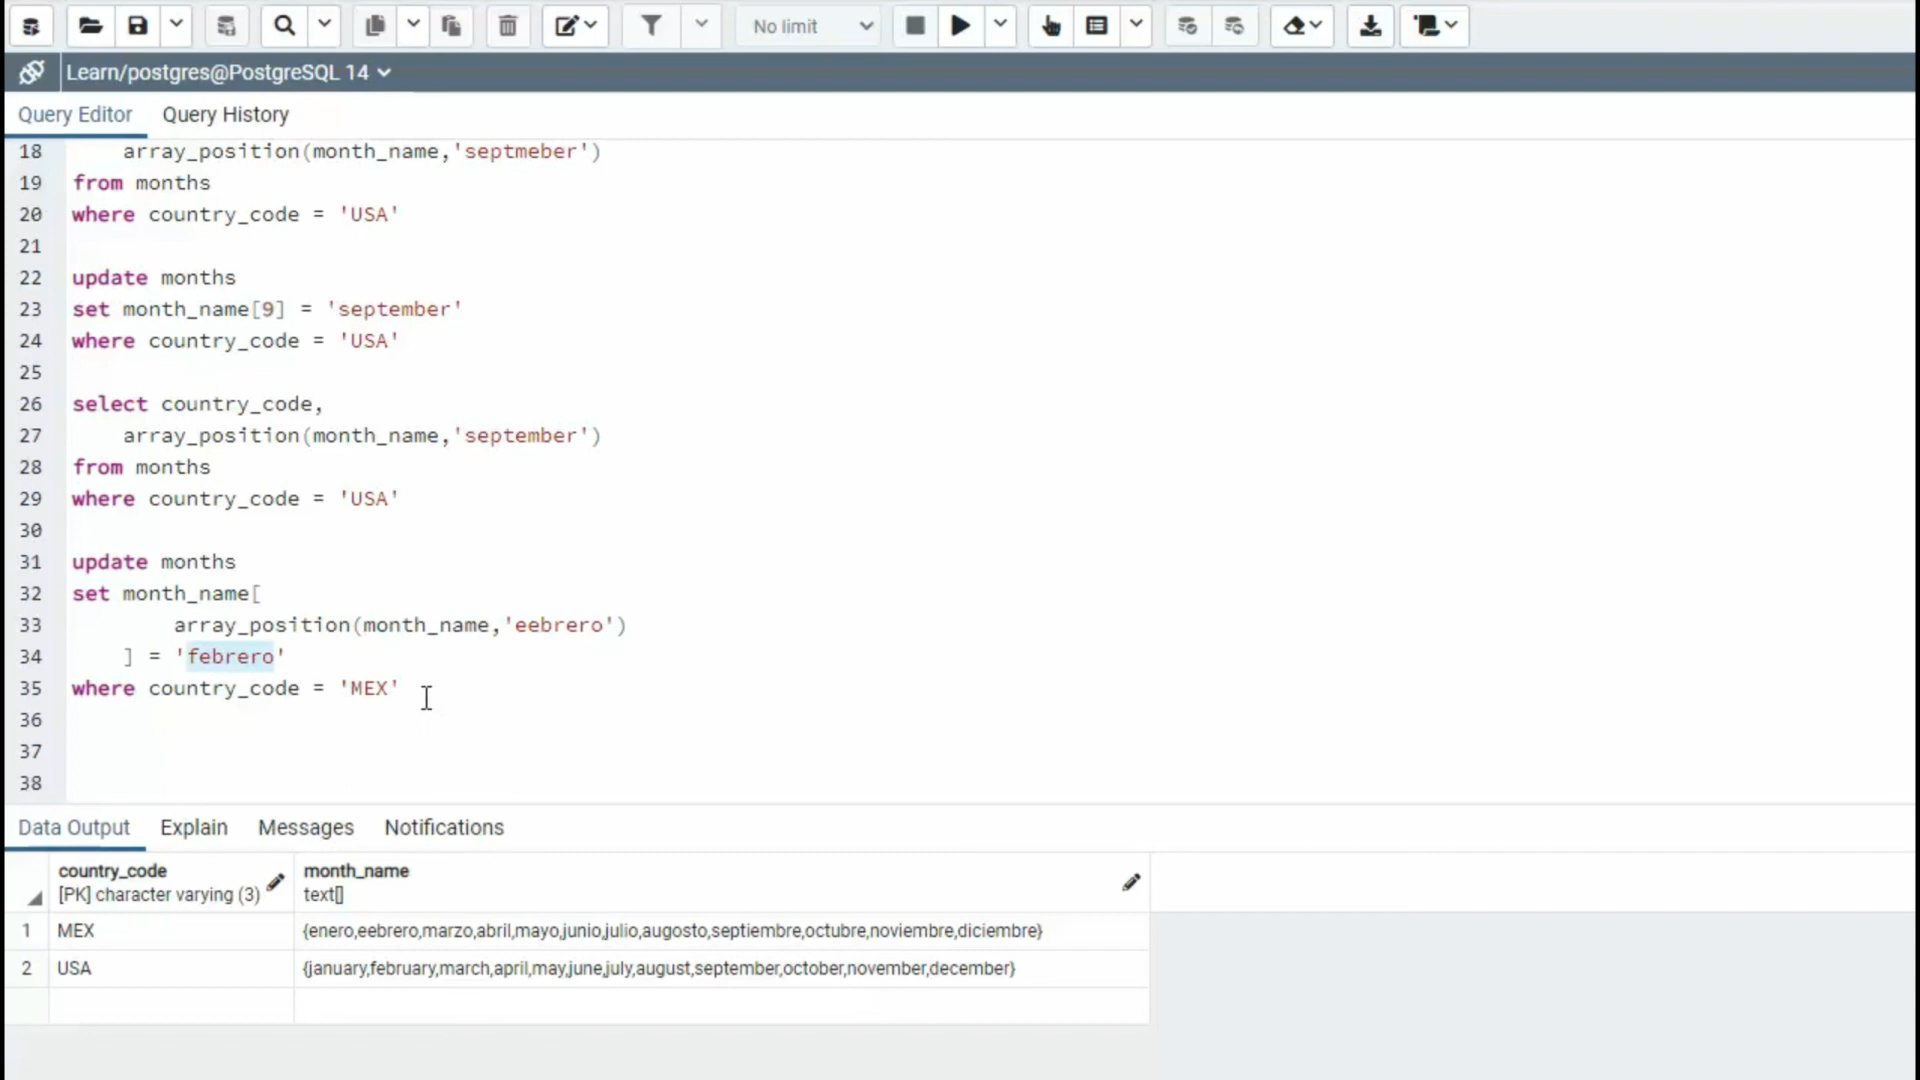 No limit
Learn/postgres@PostgreSQL 14
Query Editor Query History
18 array_position(month_name,'septmeber')
19 from months
20 where country_code = 'USA'
21
22 update months
23 set month_name[9] = 'september'
24 where country_code = 'USA'
25
26 select country_code,
27 array_position(month_name,'september')
28 from months
29 where country_code = 'USA'
30
31 update months
32 set month_name[
33 array_position(month_name,'eebrero')
34 ] = 'febrero'
35 where country_code = 'MEX'
36
37
38
Data Output Explain Messages Notifications
country_code month_name
[PK] character varying (3) text[]
1 MEX {enero,eebrero,marzo,abril,mayo,junio,julio,augosto,septiembre,octubre,noviembre,diciembre}
2 USA {january,february,march,april,may,june,july,august,september,october,november,december}